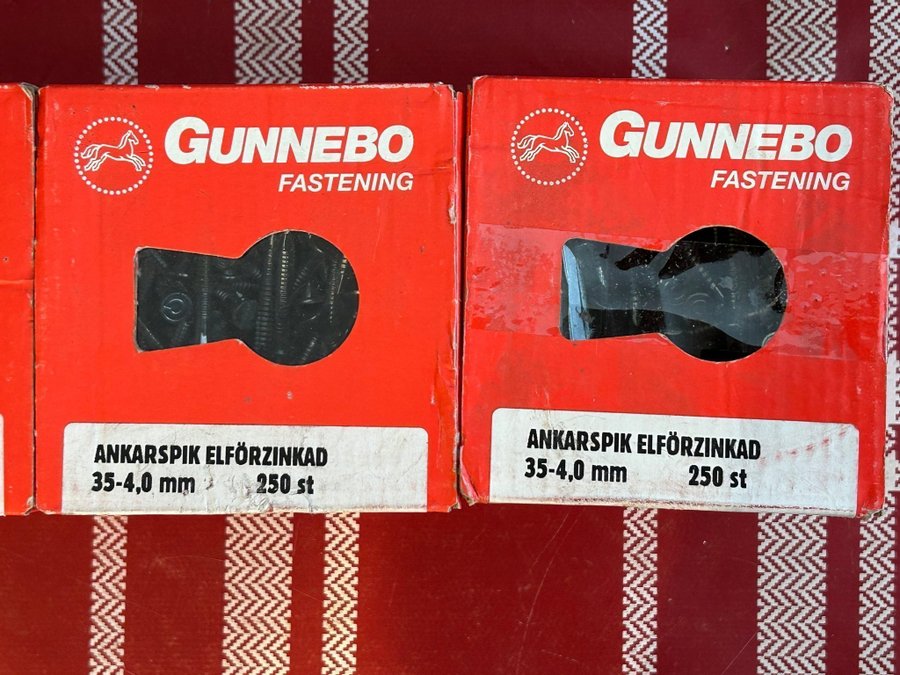 GUNNEBO
FASTENING
ANKARSPIK ELFÖRZINKAD
35-4,0 mm 250 st
GUNNEBO
FASTENING
ANKARSPIK ELFÖRZINKAD
35-4,0 mm 250 st